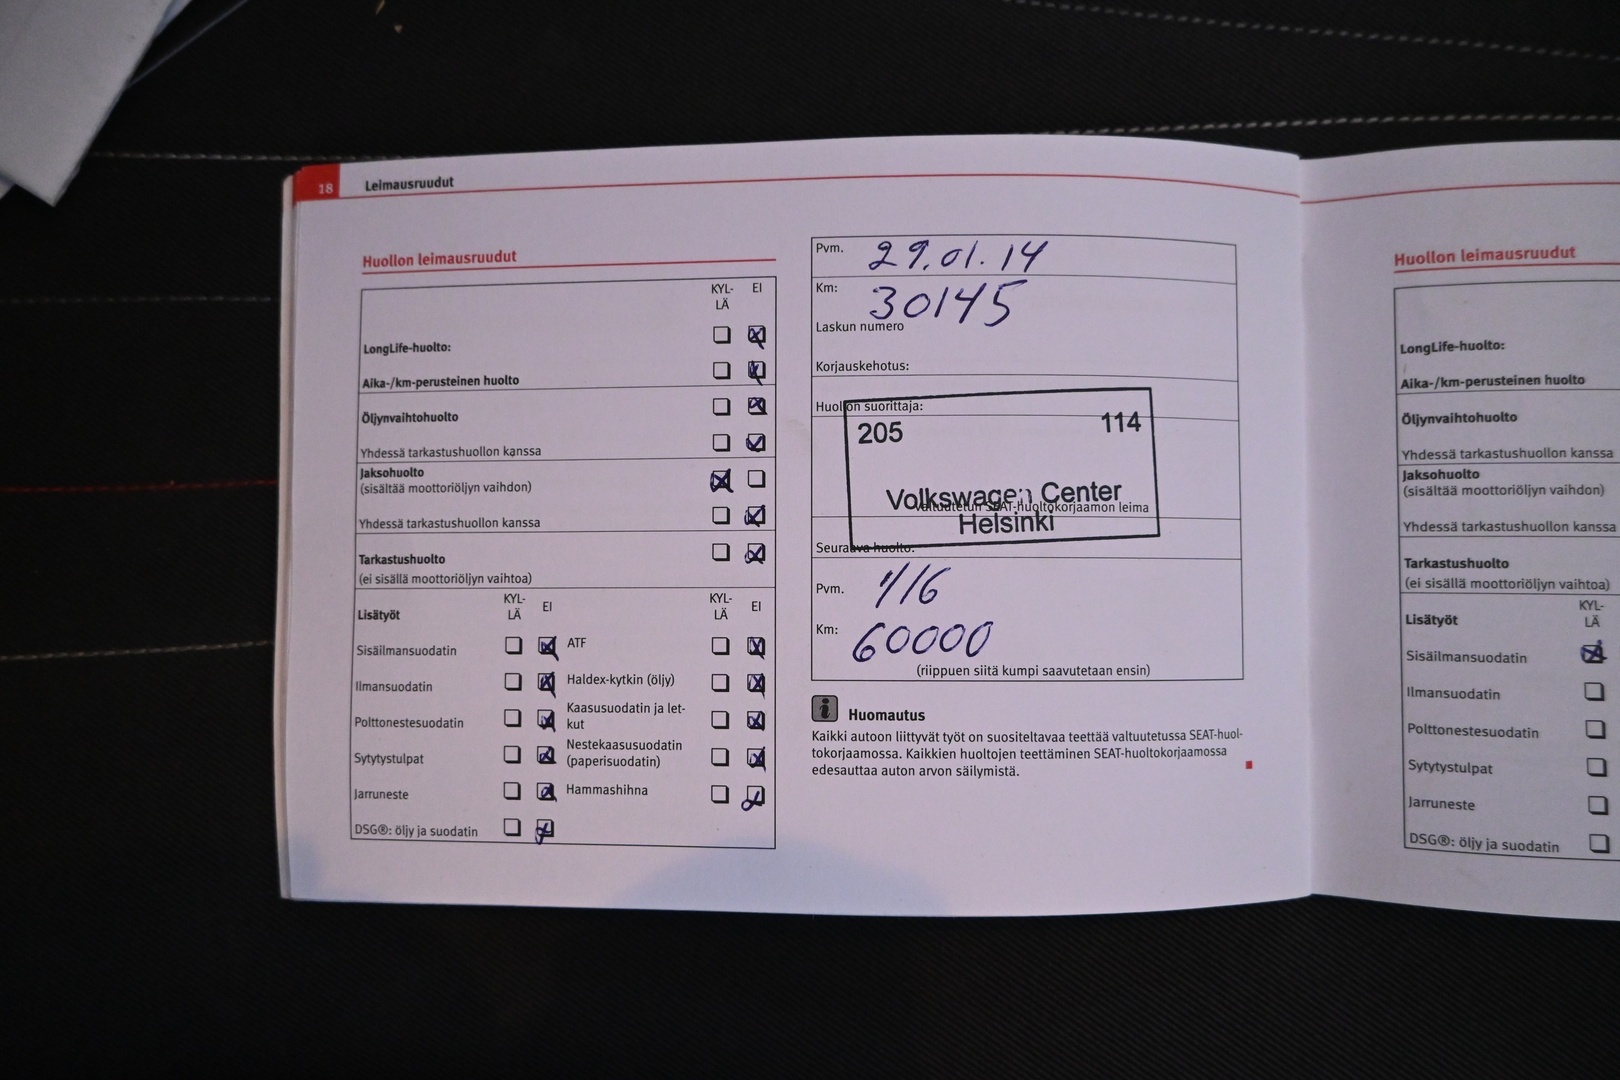 18 Leimausruudut
Huollon leimausruudut
KYL-
LÄ
EI
LongLife-huolto:
Aika-/km-perusteinen huolto
Öljynvaihtohuolto
Yhdessä tarkastushuollon kanssa
Jaksohuolto
(sisältää moottoriöljyn vaihdon)
Yhdessä tarkastushuollon kanssa
Tarkastushuolto
(ei sisällä moottoriöljyn vaihtoa)
Lisätyöt
KYL-
LÄ
EI
KYL-
LÄ
EI
Sisäilmansuodatin
ATF
Ilmansuodatin
Haldex-kytkin (öljy)
Polttonestesuodatin
Kaasusuodatin ja let-
kut
Sytytystulpat
Nestekaasusuodatin
(paperisuodatin)
Jarruneste
Hammashihna
DSG®: öljy ja suodatin
Pvm. 29.01.14
Km: 30145
Laskun numero
Korjauskehotus:
Huollon suorittaja:
205 114
Volkswagen Center
Valtuutetun SEAT-huoltokorjaamon leima
Helsinki
Seuraava huolto:
Pvm. 1/16
Km: 60000
(riippuen siitä kumpi saavutetaan ensin)
i Huomautus
Kaikki autoon liittyvät työt on suositeltavaa teettää valtuutetussa SEAT-huol-
tokorjaamossa. Kaikkien huoltojen teettäminen SEAT-huoltokorjaamossa
edesauttaa auton arvon säilymistä.
Huollon leimausruudut
LongLife-huolto:
Aika-/km-perusteinen huolto
Öljynvaihtohuolto
Yhdessä tarkastushuollon kanssa
Jaksohuolto
(sisältää moottoriöljyn vaihdon)
Yhdessä tarkastushuollon kanssa
Tarkastushuolto
(ei sisällä moottoriöljyn vaihtoa)
KYL-
LÄ
Lisätyöt
Sisäilmansuodatin
Ilmansuodatin
Polttonestesuodatin
Sytytystulpat
Jarruneste
DSG®: öljy ja suodatin